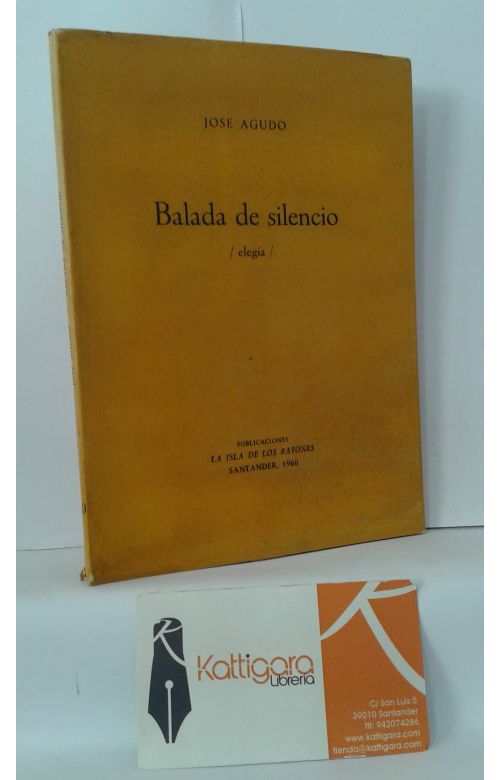 JOSE AGUDO
Balada de silencio
/ elegía /
PUBLICACIONES
LA ISLA DE LOS RATONES
SANTANDER, 1960
Kattigara
Librería
C/ San Luis 5
39010 Santander
tlf: 942074286
www.kattigara.com
tienda@kattigara.com